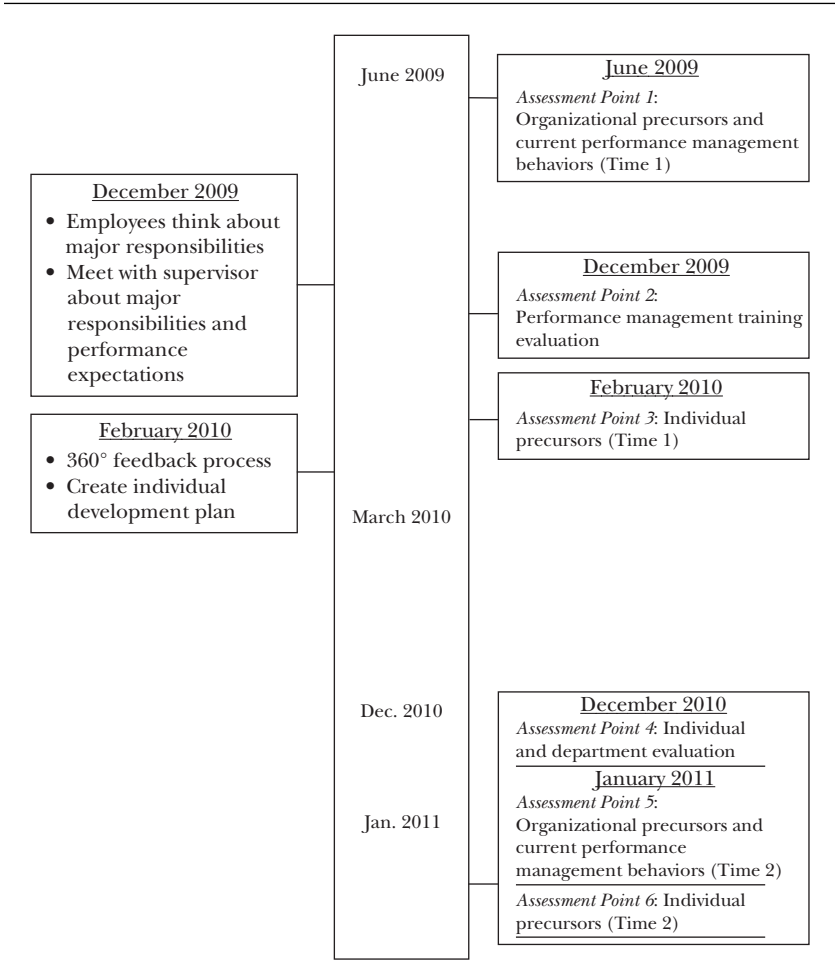 June 2009
June 2009
Assessment Point 1:
Organizational precursors and
current performance management
behaviors (Time 1)
December 2009
• Employees think about
major responsibilities
• Meet with supervisor
about major
responsibilities and
performance
expectations
December 2009
Assessment Point 2:
Performance management training
evaluation
February 2010
Assessment Point 3: Individual
precursors (Time 1)
February 2010
• 360° feedback process
• Create individual
development plan
March 2010
Dec. 2010
December 2010
Assessment Point 4: Individual
and department evaluation
Jan. 2011
January 2011
Assessment Point 5:
Organizational precursors and
current performance
management behaviors (Time 2)
Assessment Point 6: Individual
precursors (Time 2)